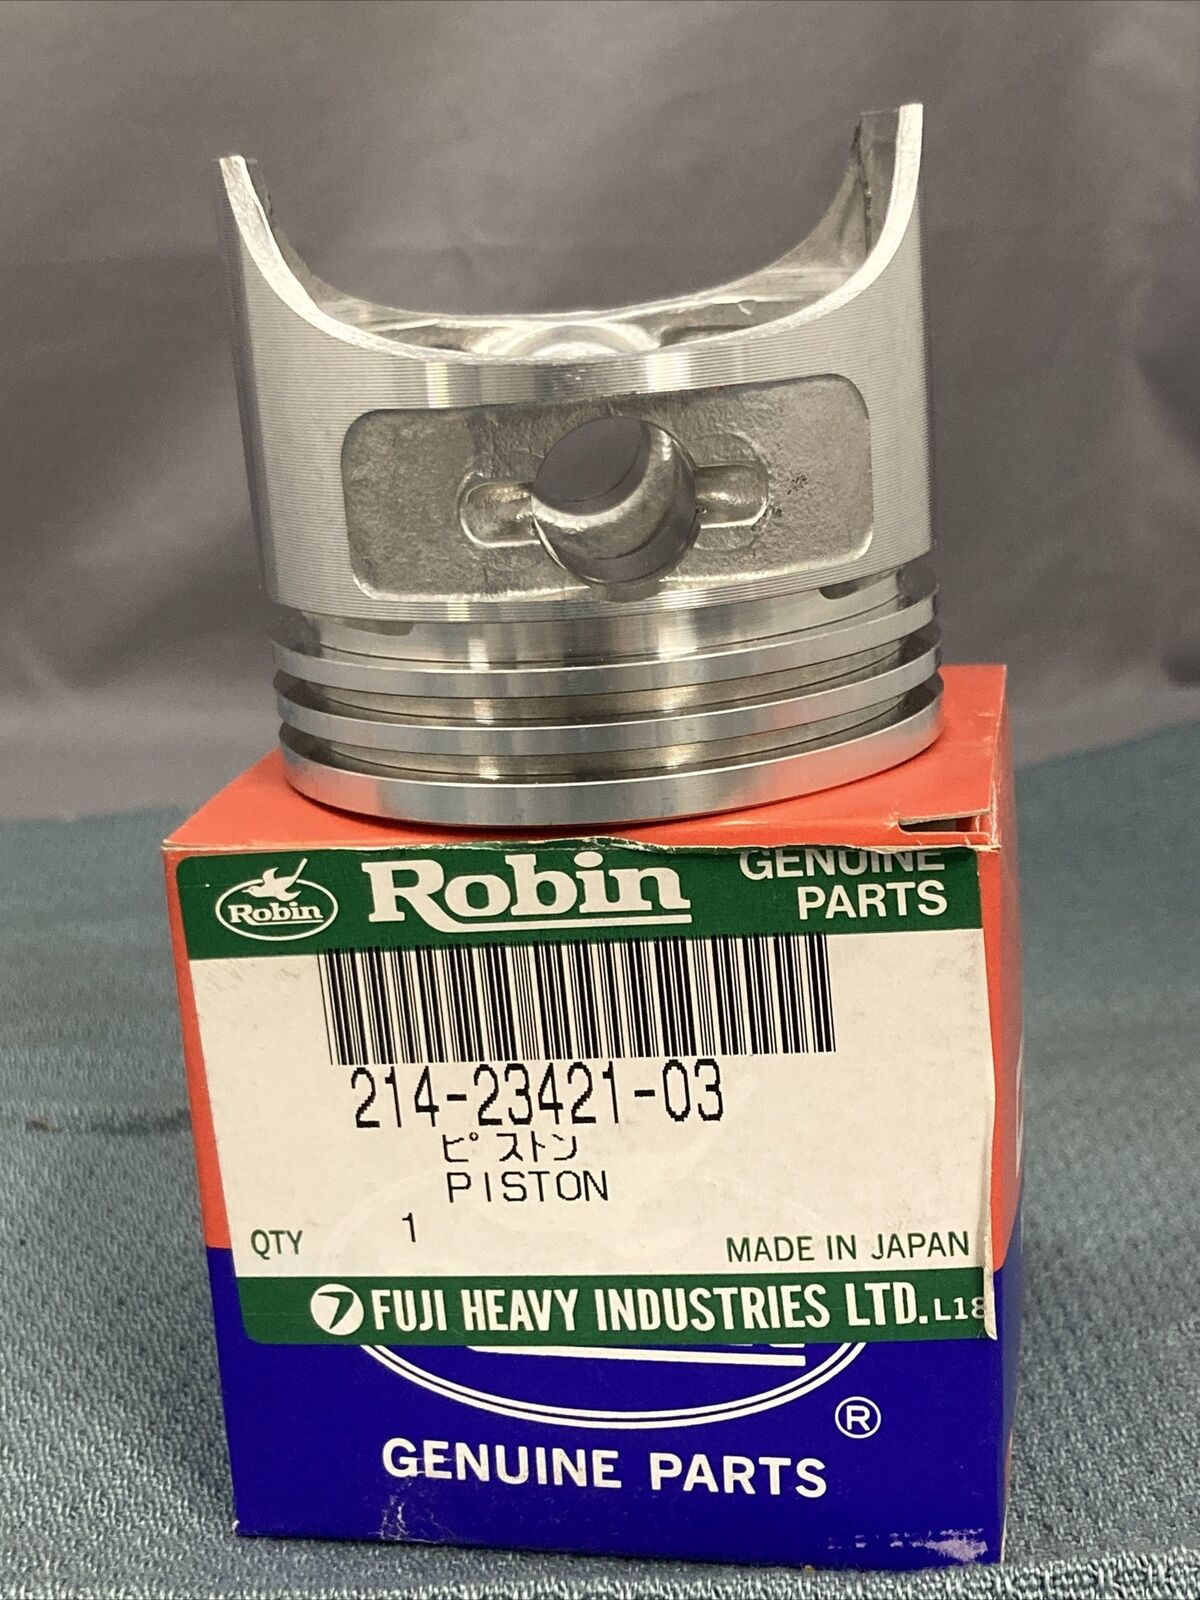 Robin
Robin
GENUINE
PARTS
214-23421-03
ピストン
PISTON
QTY 1
MADE IN JAPAN
FUJI HEAVY INDUSTRIES LTD. L18
®
GENUINE PARTS